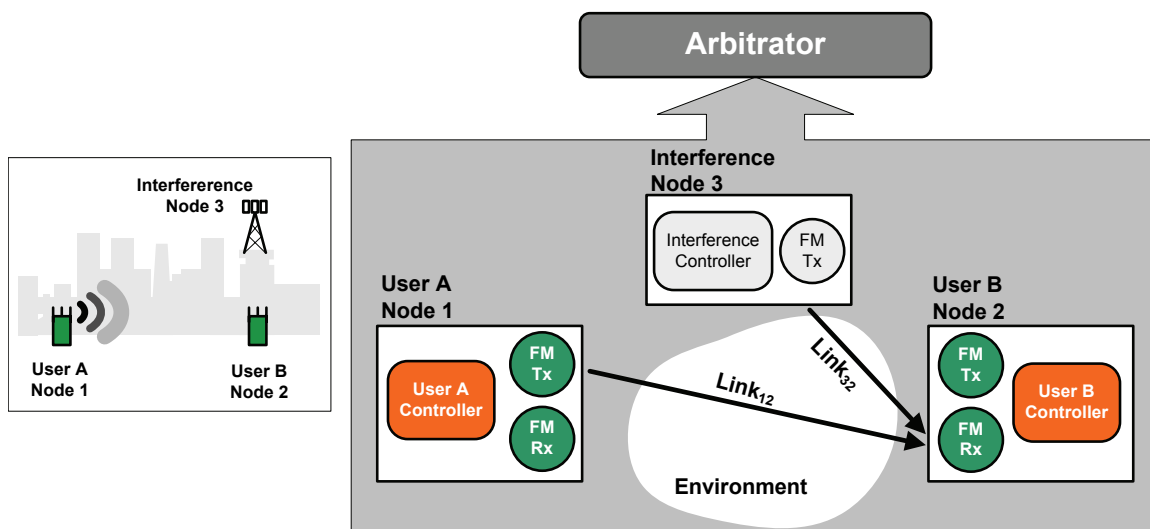 Arbitrator
Interfererence
Node 3
User A
Node 1
User B
Node 2
Interference
Node 3
Interference
Controller
FM
Tx
User A
Node 1
User A
Controller
FM
Tx
FM
Rx
Link12
Link32
Environment
User B
Node 2
FM
Tx
FM
Rx
User B
Controller